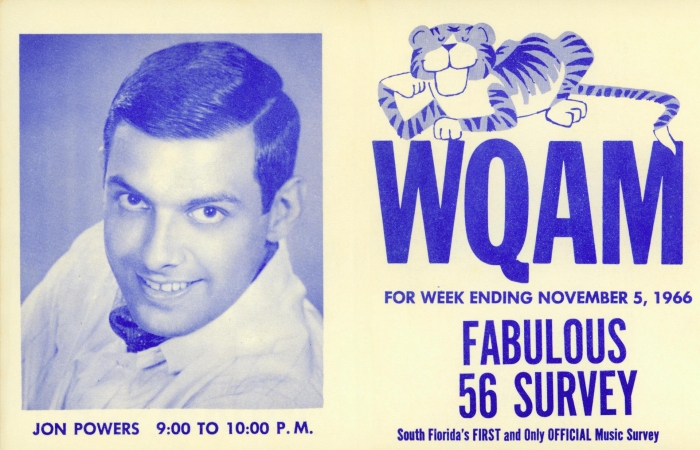 JON POWERS 9:00 TO 10:00 P.M.
WQAM
FOR WEEK ENDING NOVEMBER 5, 1966
FABULOUS
56 SURVEY
South Florida's FIRST and Only OFFICIAL Music Survey